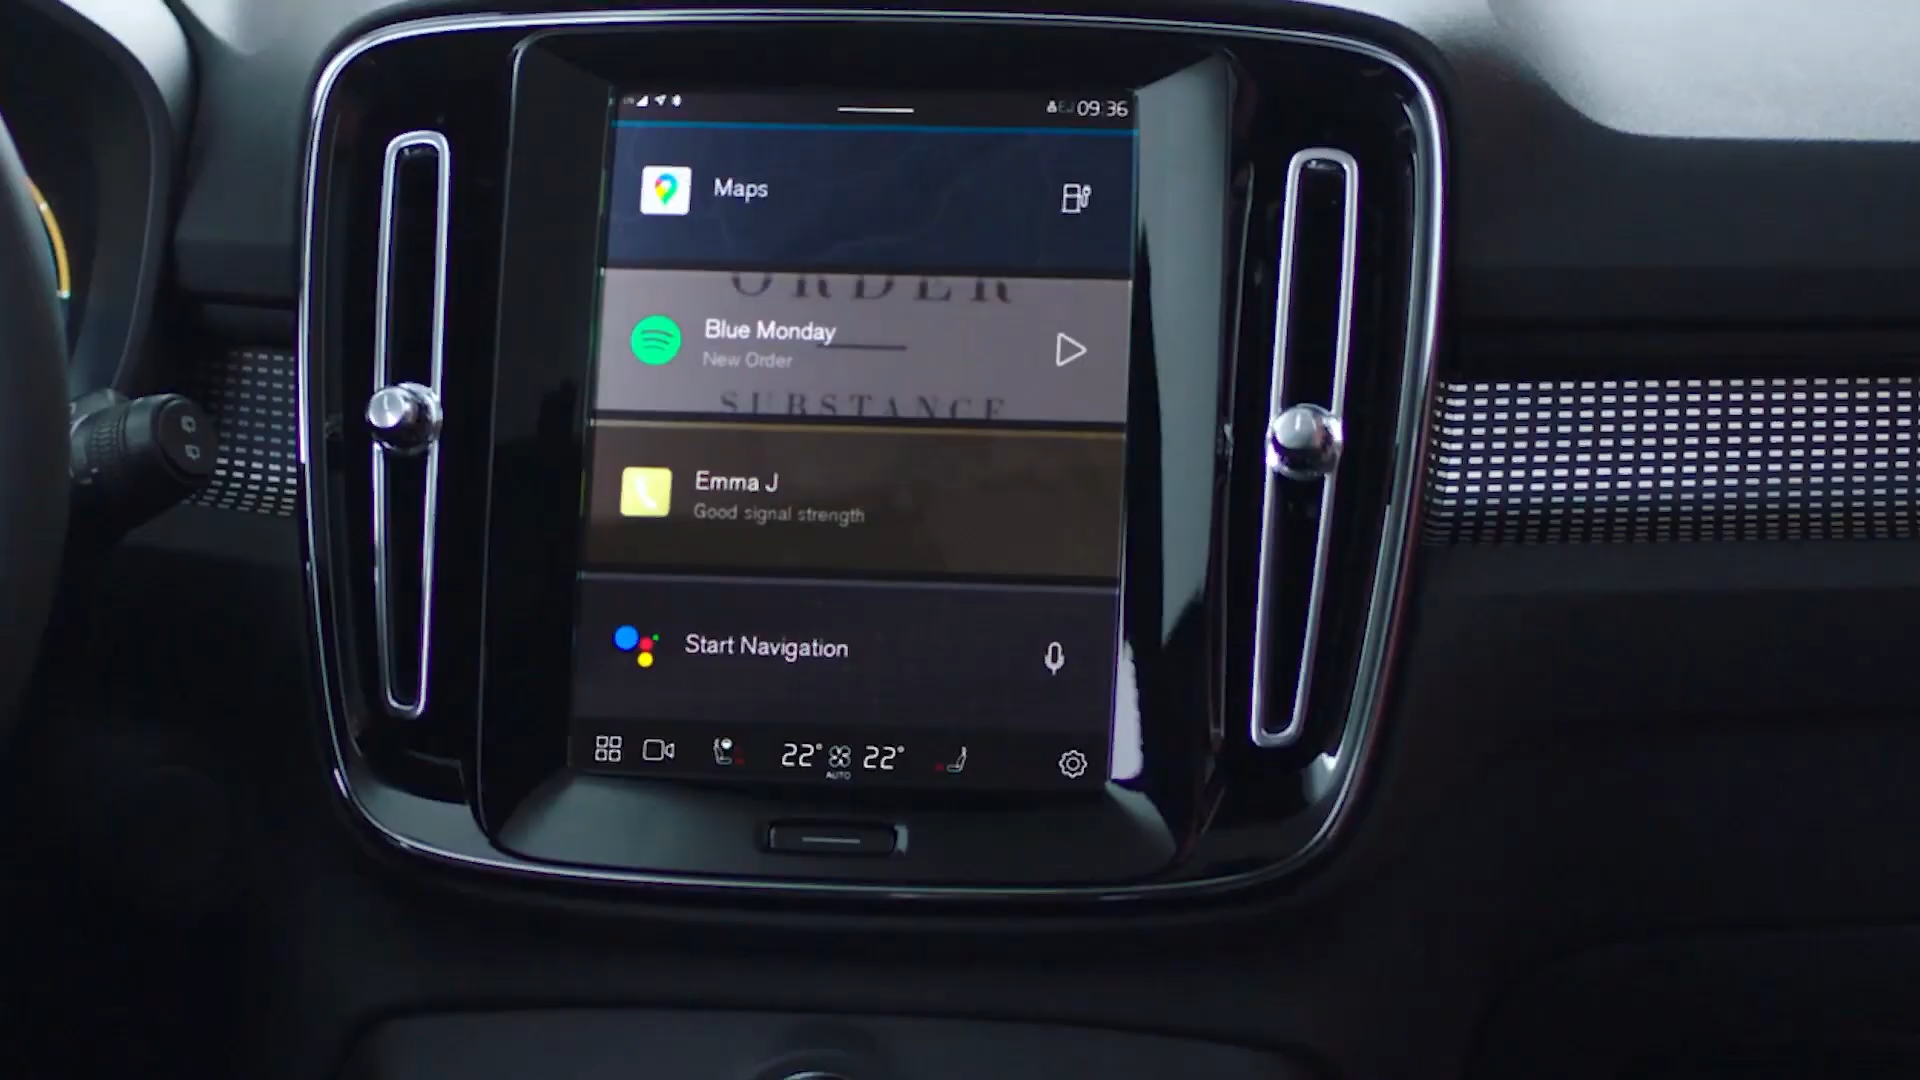 09:36
Maps
ORDER
Blue Monday
New Order
SUBSTANCE
Emma J
Good signal strength
Start Navigation
22° 22°
AUTO